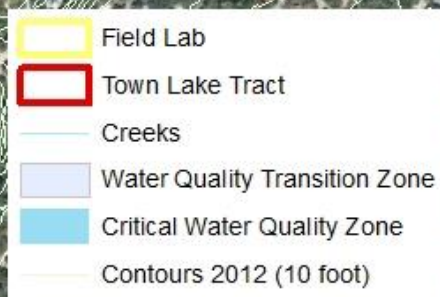 Field Lab
Town Lake Tract
Creeks
Water Quality Transition Zone
Critical Water Quality Zone
Contours 2012 (10 foot)